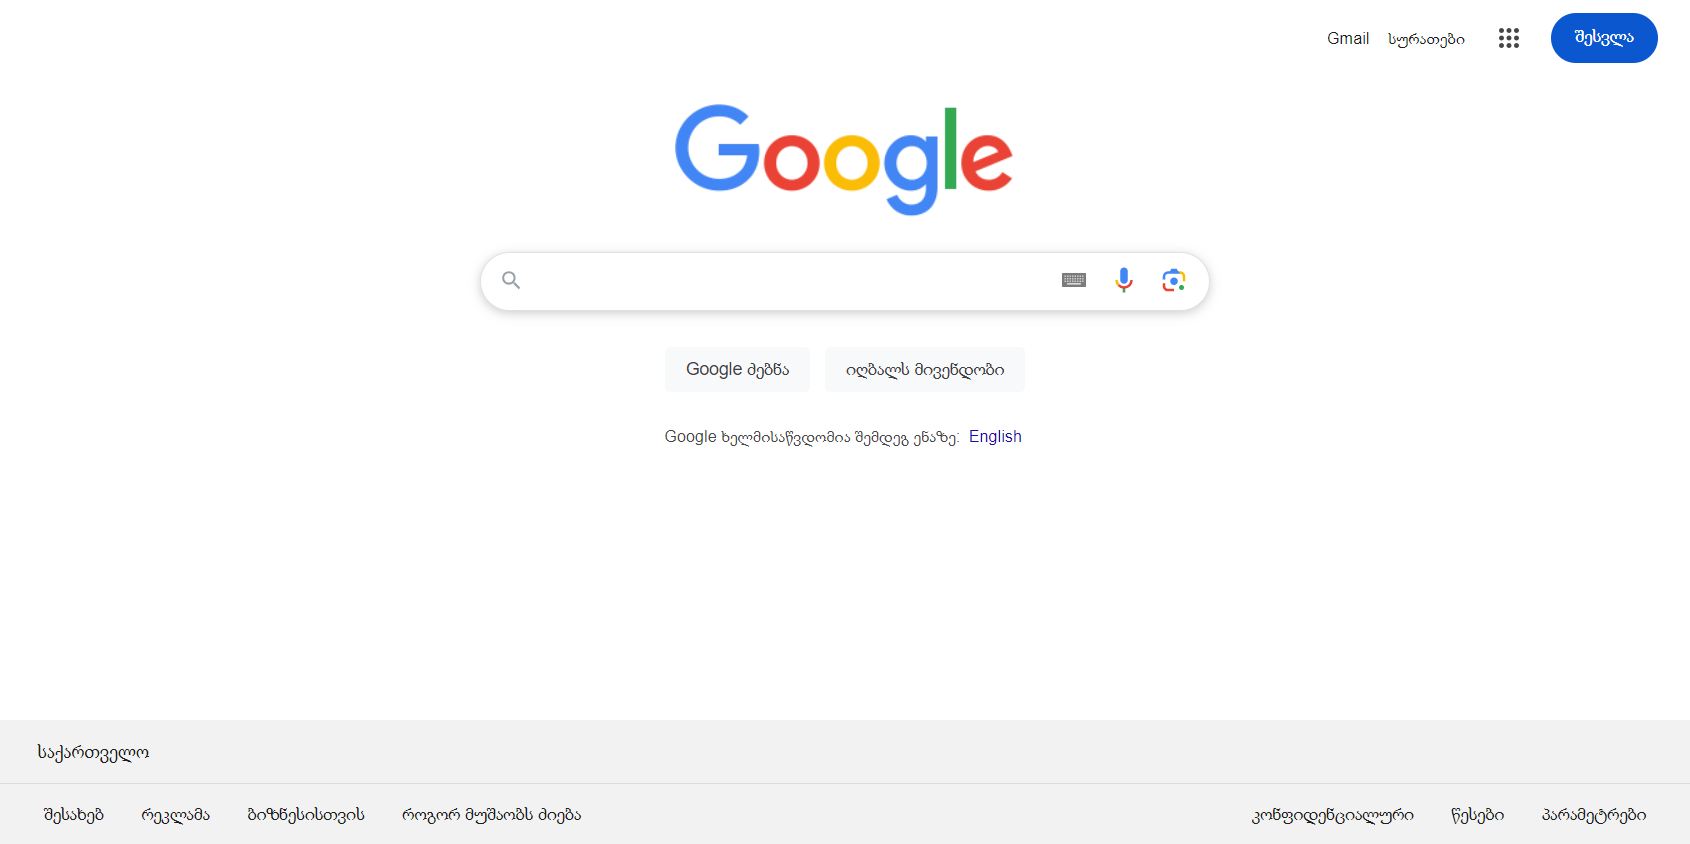 Gmail სურათები შესვლა
Google
Google ძებნა იღბალს მივენდობი
Google ხელმისაწვდომია შემდეგ ენაზე: English
საქართველო
შესახებ რეკლამა ბიზნესისთვის როგორ მუშაობს ძიება კონფიდენციალური წესები პარამეტრები